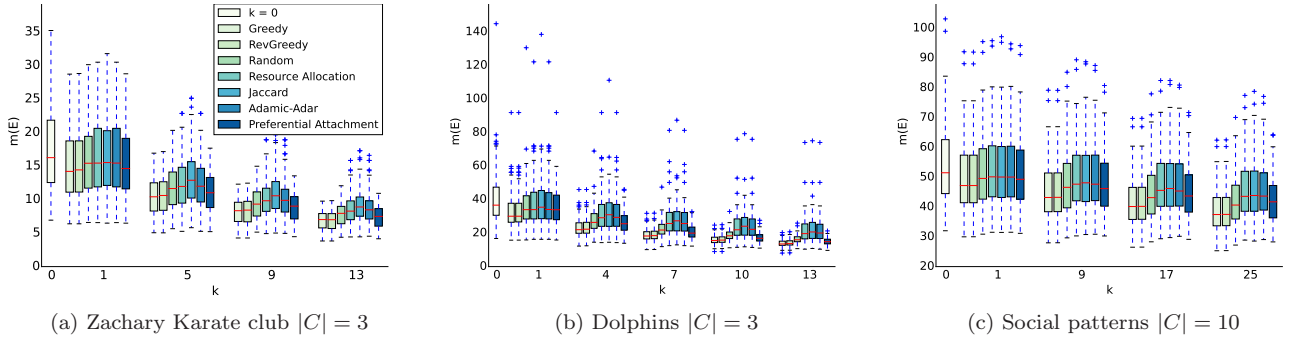 m(E)
35
30
25
20
15
10
5
0
0 1 5 9 13
k
k = 0
Greedy
RevGreedy
Random
Resource Allocation
Jaccard
Adamic-Adar
Preferential Attachment
(a) Zachary Karate club |C| = 3
m(E)
140
120
100
80
60
40
20
0
0 1 4 7 10 13
k
(b) Dolphins |C| = 3
m(E)
100
90
80
70
60
50
40
30
20
0 1 9 17 25
k
(c) Social patterns |C| = 10